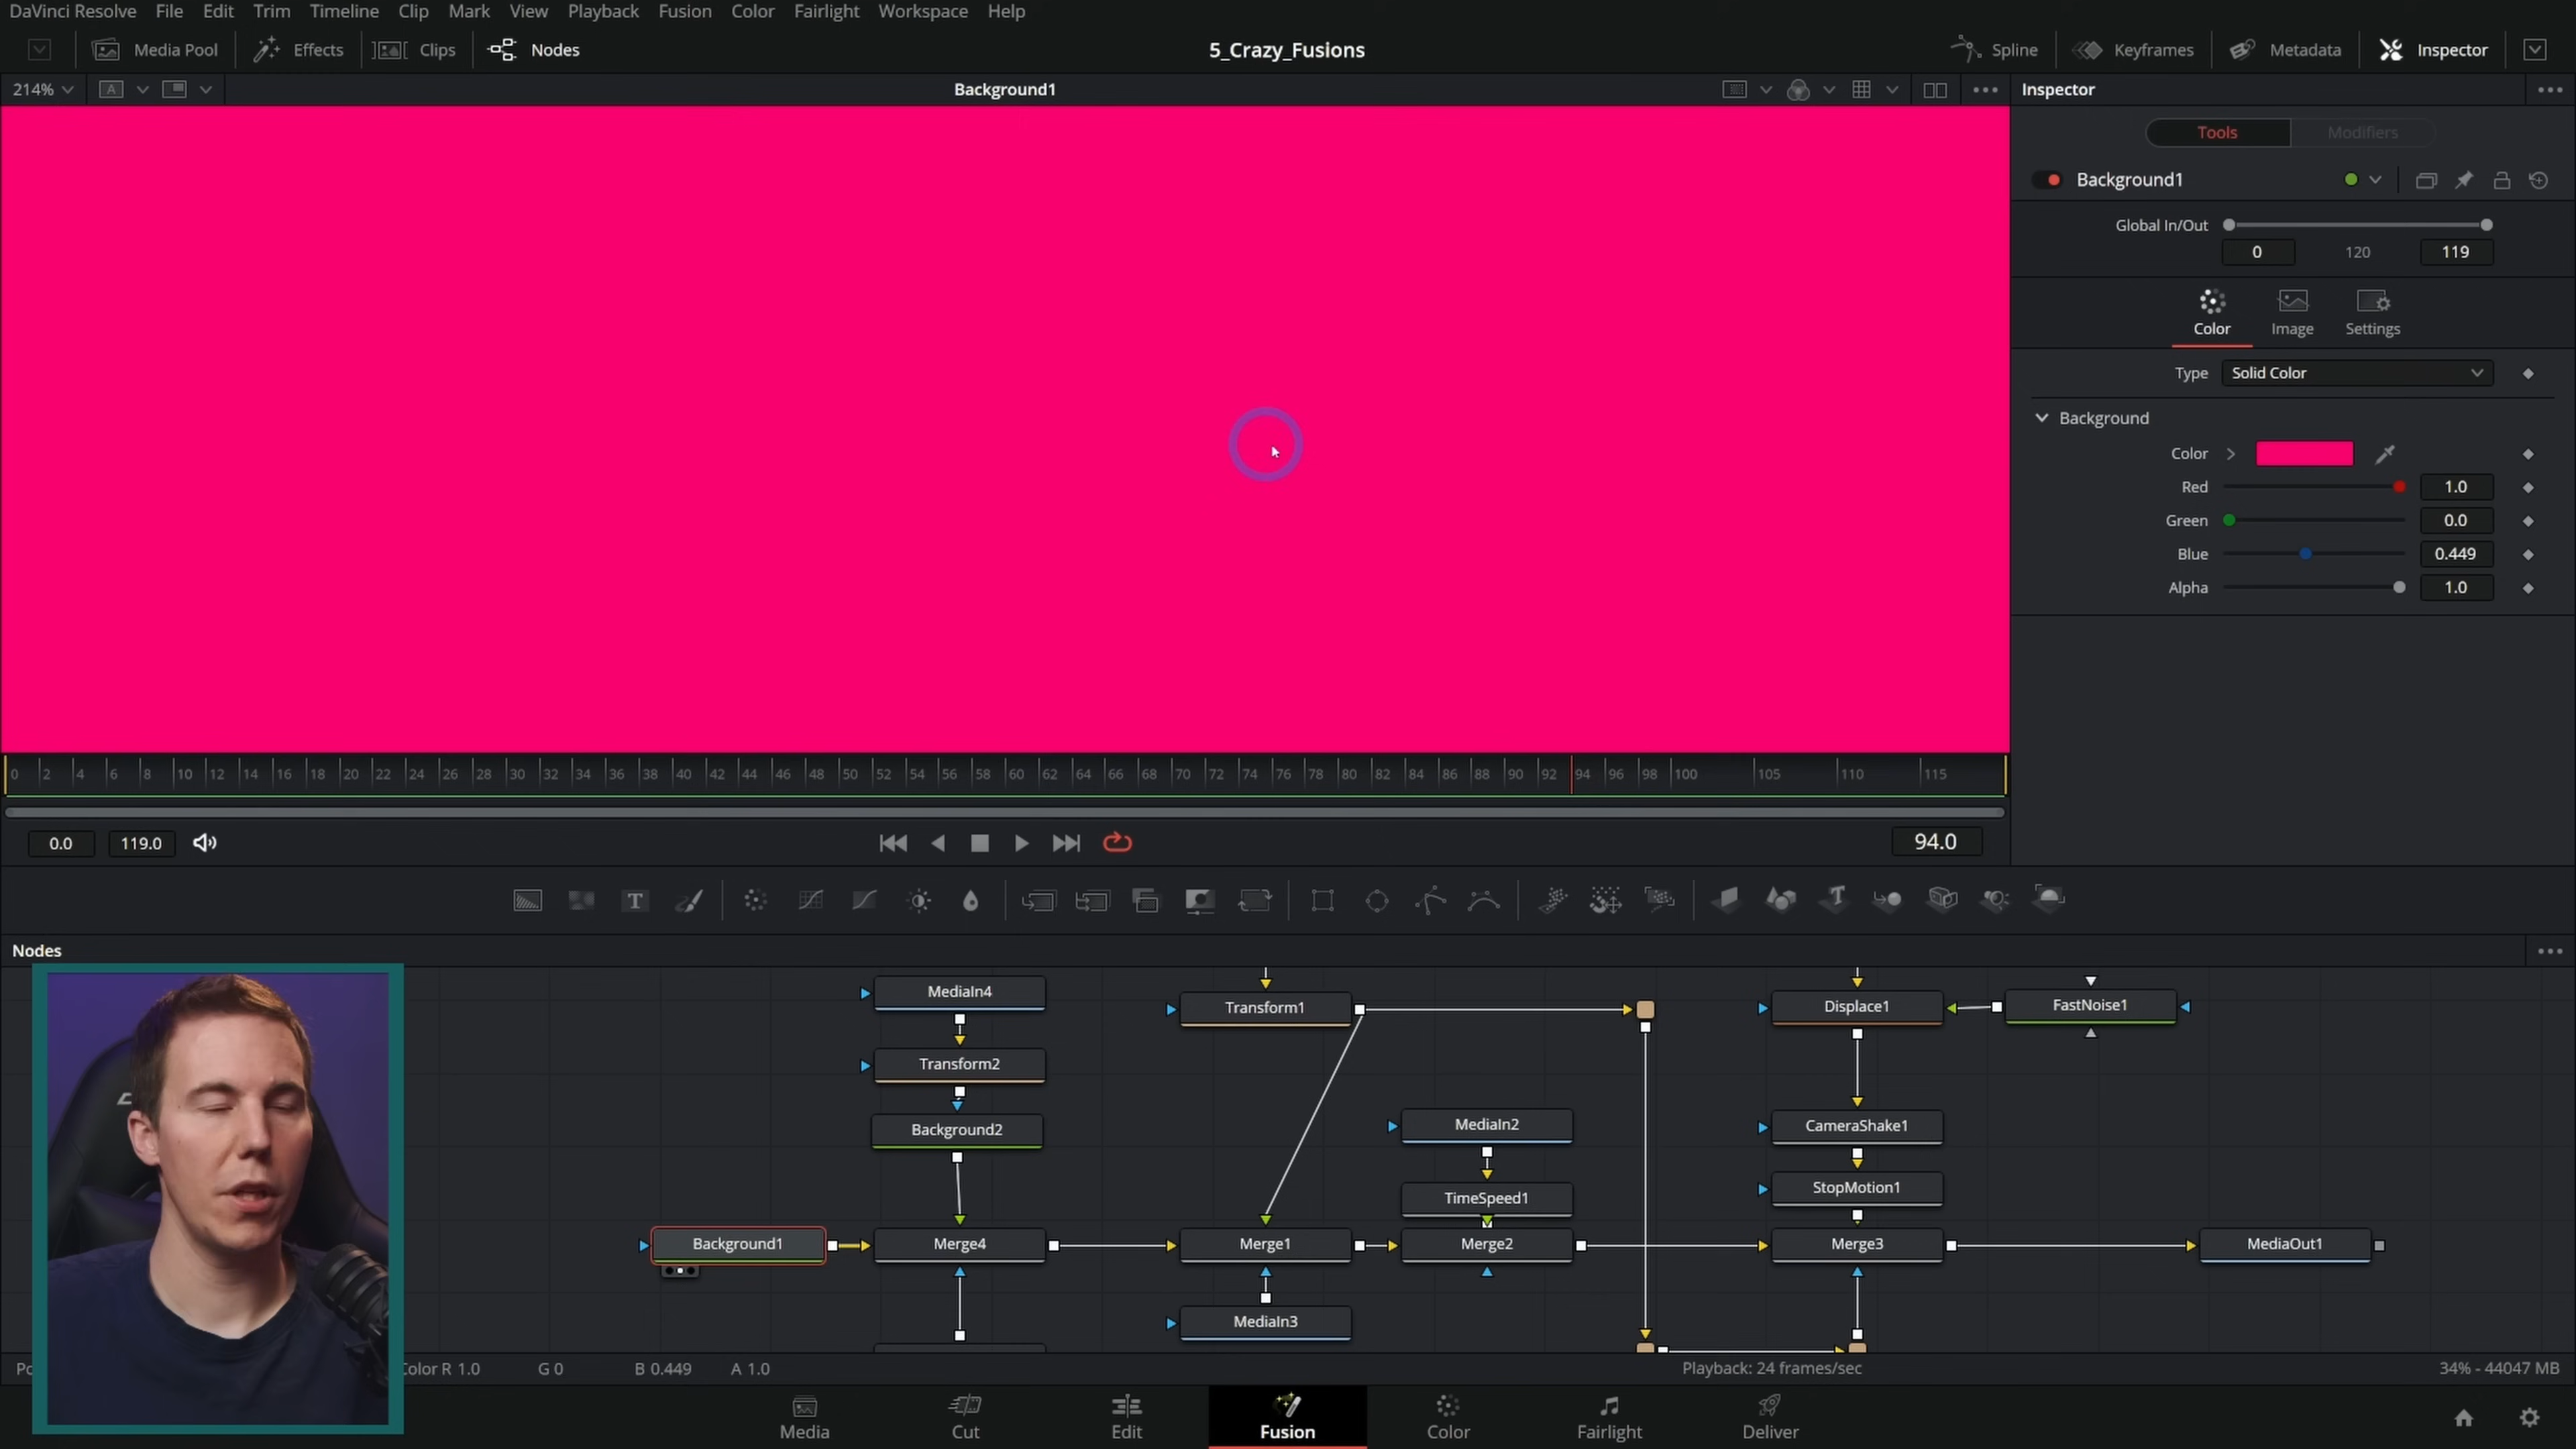 DaVinci Resolve File Edit Trim Timeline Clip Mark View Playback Fusion Color Fairlight Workspace Help
Media Pool Effects Clips Nodes 5_Crazy_Fusions Spline Keyframes Metadata Inspector
214% A Background1 Inspector
Tools Modifiers
Background1
Global In/Out
0 120 119
Color Image Settings
Type Solid Color
Background
Color
Red 1.0
Green 0.0
Blue 0.449
Alpha 1.0
0 2 4 6 8 10 12 14 16 18 20 22 24 26 28 30 32 34 36 38 40 42 44 46 48 50 52 54 56 58 60 62 64 66 68 70 72 74 76 78 80 82 84 86 88 90 92 94 96 98 100 105 110 115
0.0 119.0 94.0
T T
Nodes
MediaIn4 Transform1 Displace1 FastNoise1
Transform2
Background2 MediaIn2 CameraShake1
TimeSpeed1 StopMotion1
Background1 Merge4 Merge1 Merge2 Merge3 MediaOut1
MediaIn3
Color R 1.0 G 0 B 0.449 A 1.0 Playback: 24 frames/sec 34% - 44047 MB
Media Cut Edit Fusion Color Fairlight Deliver